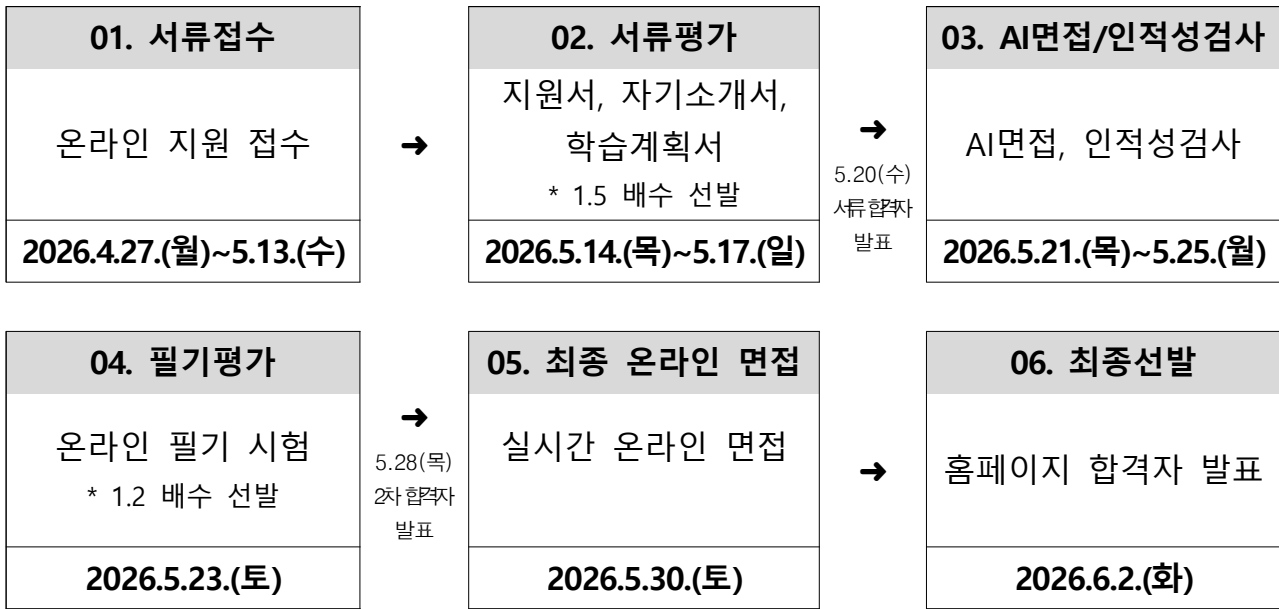 01. 서류접수
온라인 지원 접수
2026.4.27.(월)~5.13.(수)
➜
02. 서류평가
지원서, 자기소개서,
학습계획서
* 1.5 배수 선발
2026.5.14.(목)~5.17.(일)
➜
5.20(수)
서류 합격자
발표
03. AI면접/인적성검사
AI면접, 인적성검사
2026.5.21.(목)~5.25.(월)
04. 필기평가
온라인 필기 시험
* 1.2 배수 선발
2026.5.23.(토)
➜
5.28(목)
2차 합격자
발표
05. 최종 온라인 면접
실시간 온라인 면접
2026.5.30.(토)
➜
06. 최종선발
홈페이지 합격자 발표
2026.6.2.(화)